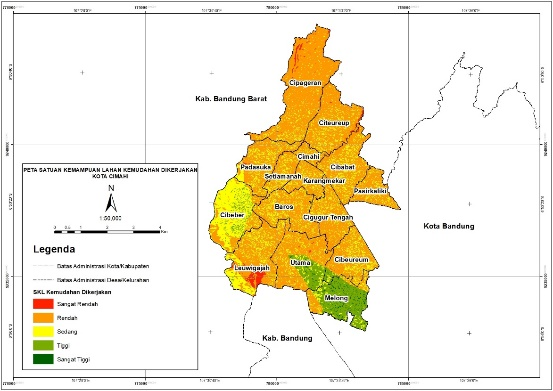 Kab. Bandung Barat
Cipageran
Citeureup
Cimahi
Padasuka
Cibabat
Setiamanah
Karangmekar
Pasirkaliki
Cibeber
Baros
Cigugur Tengah
Kota Bandung
Cibeureum
Utama
Leuwigajah
Melong
Kab. Bandung
PETA SATUAN KEMAMPUAN LAHAN KEMUDAHAN DIKERJAKAN
KOTA CIMAHI
N
1:50,000
Km
Legenda
Batas Administrasi Kota/Kabupaten
Batas Administrasi Desa/Kelurahan
SKL Kemudahan Dikerjakan
Sangat Rendah
Rendah
Sedang
Tiggi
Sangat Tiggi